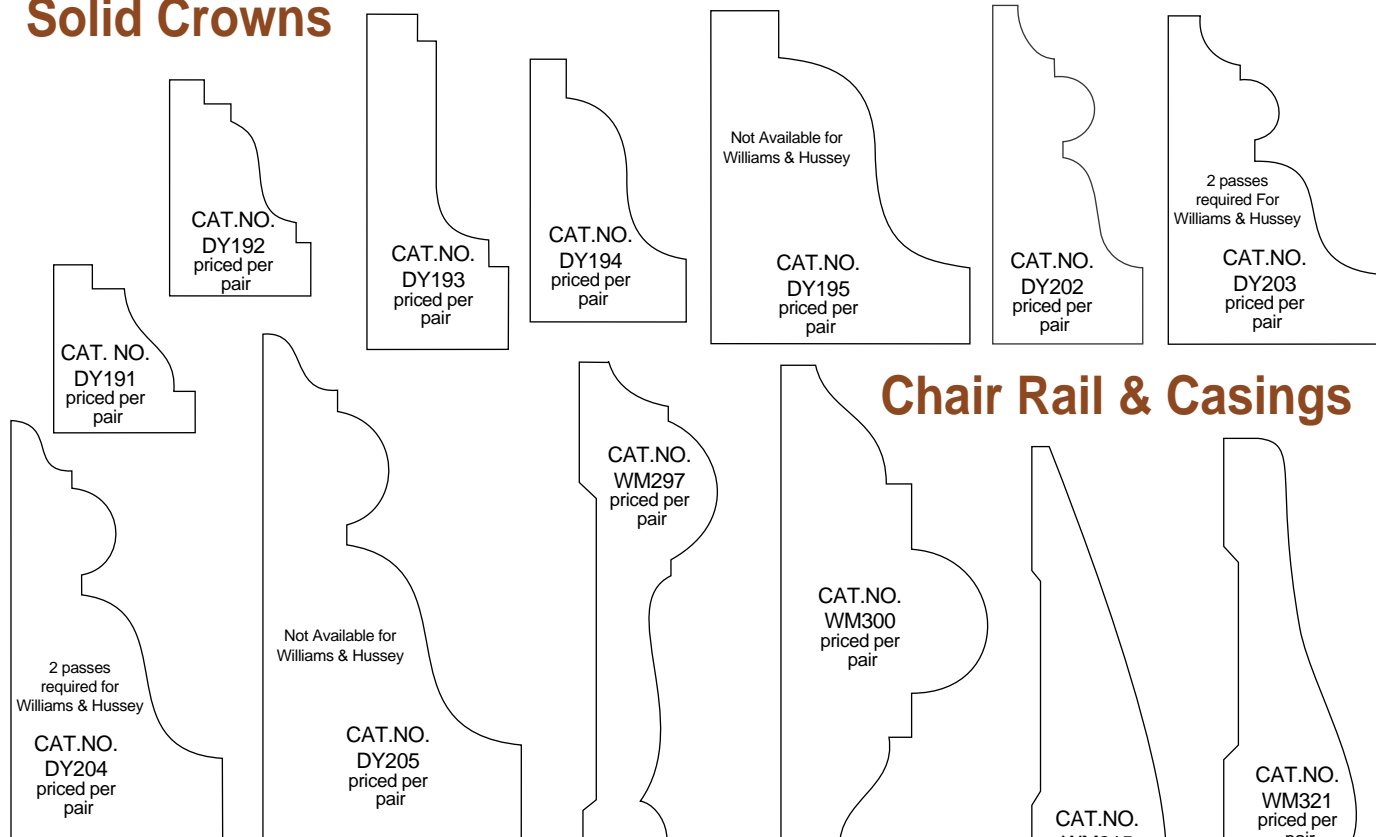 Solid Crowns
CAT.NO.
DY192
priced per
pair
CAT.NO.
DY193
priced per
pair
CAT.NO.
DY194
priced per
pair
Not Available for
Williams & Hussey
CAT.NO.
DY195
priced per
pair
CAT.NO.
DY202
priced per
pair
2 passes
required For
Williams & Hussey
CAT.NO.
DY203
priced per
pair
CAT. NO.
DY191
priced per
pair
Chair Rail & Casings
2 passes
required for
Williams & Hussey
CAT.NO.
DY204
priced per
pair
Not Available for
Williams & Hussey
CAT.NO.
DY205
priced per
pair
CAT.NO.
WM297
priced per
pair
CAT.NO.
WM300
priced per
pair
CAT.NO.
CAT.NO.
WM321
priced per
pair